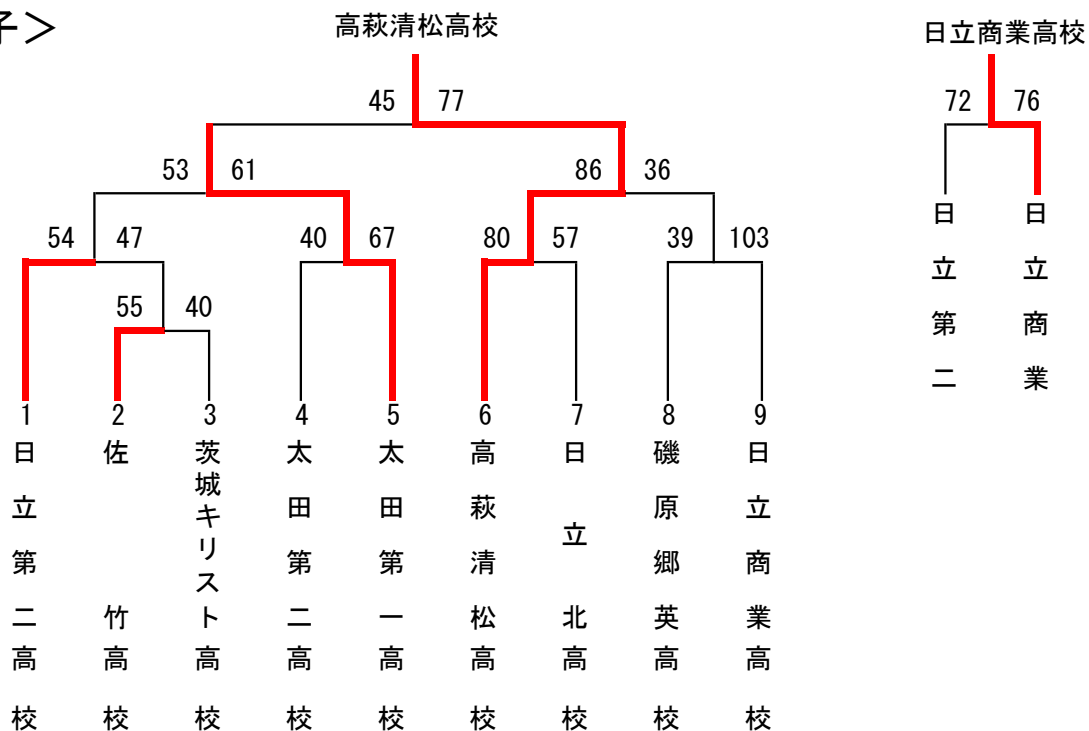 子＞
高萩清松高校
日立商業高校
45 77
72 76
53 61
86 36
日立第二
日立商業
54 47
40 67
80 57
39 103
55 40
1 2 3 4 5 6 7 8 9
日立第二高校
佐竹高校
茨城キリスト高校
太田第二高校
太田第一高校
高萩清松高校
日立北高校
磯原郷英高校
日立商業高校